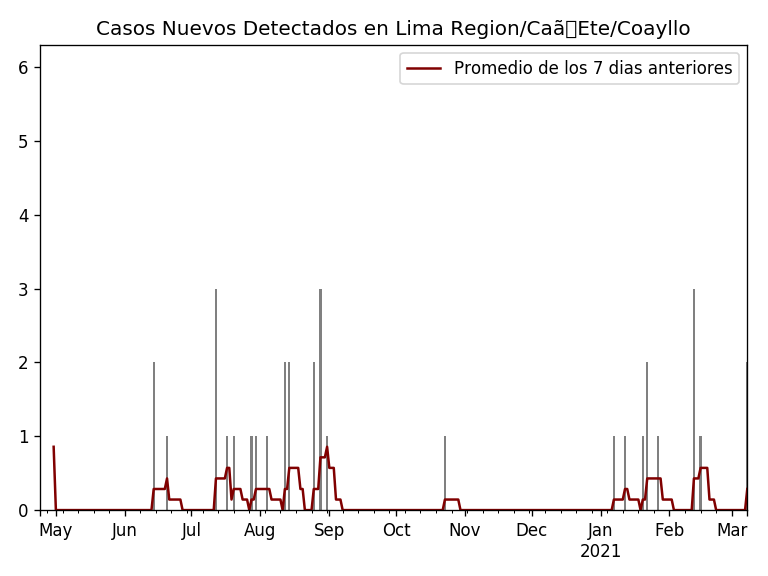 Casos Nuevos Detectados en Lima Region/Caã▯Ete/Coayllo
Promedio de los 7 dias anteriores
6
5
4
3
2
1
0
May Jun Jul Aug Sep Oct Nov Dec Jan Feb Mar
2021